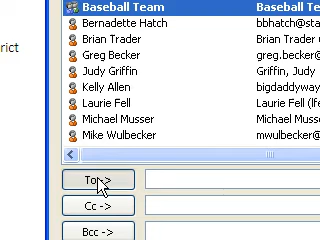 Baseball Team Baseball Team
Bernadette Hatch bbhatch@sta
Brian Trader Brian Trader
rict
Greg Becker greg.becker@
Judy Griffin Griffin, Judy
Kelly Allen bigdaddyway
Laurie Fell Laurie Fell (lfe
Michael Musser Michael Musser
Mike Wulbecker mwulbecker@
To ->
Cc ->
Bcc ->